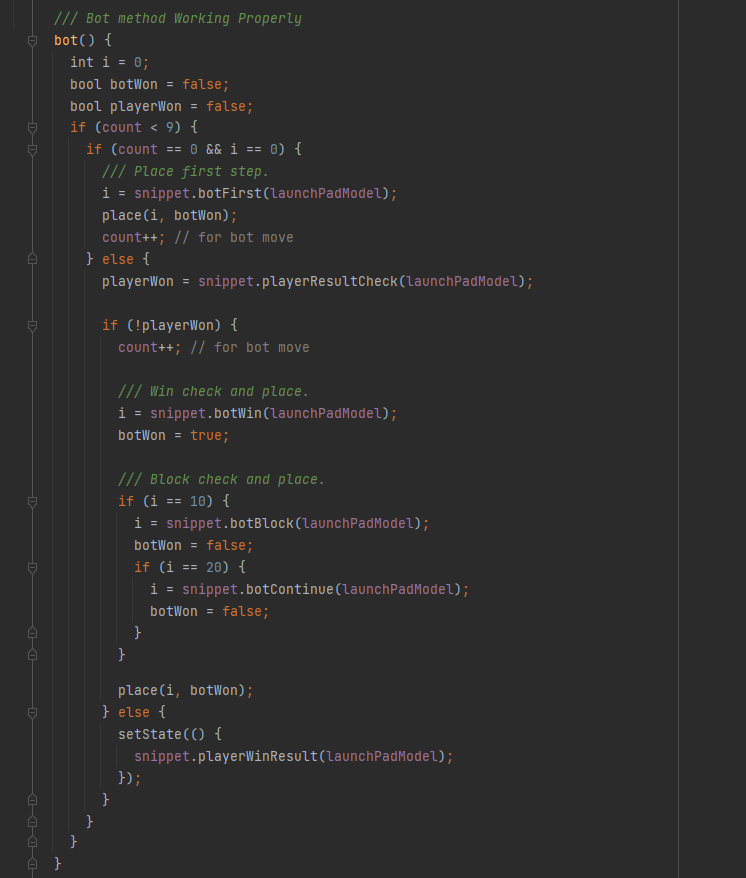 /// Bot method Working Properly
bot() {
  int i = 0;
  bool botWon = false;
  bool playerWon = false;
  if (count < 9) {
    if (count == 0 && i == 0) {
      /// Place first step.
      i = snippet.botFirst(launchPadModel);
      place(i, botWon);
      count++; // for bot move
    } else {
      playerWon = snippet.playerResultCheck(launchPadModel);

      if (!playerWon) {
        count++; // for bot move

        /// Win check and place.
        i = snippet.botWin(launchPadModel);
        botWon = true;

        /// Block check and place.
        if (i == 10) {
          i = snippet.botBlock(launchPadModel);
          botWon = false;
          if (i == 20) {
            i = snippet.botContinue(launchPadModel);
            botWon = false;
          }
        }

        place(i, botWon);
      } else {
        setState(() {
          snippet.playerWinResult(launchPadModel);
        });
      }
    }
  }
}